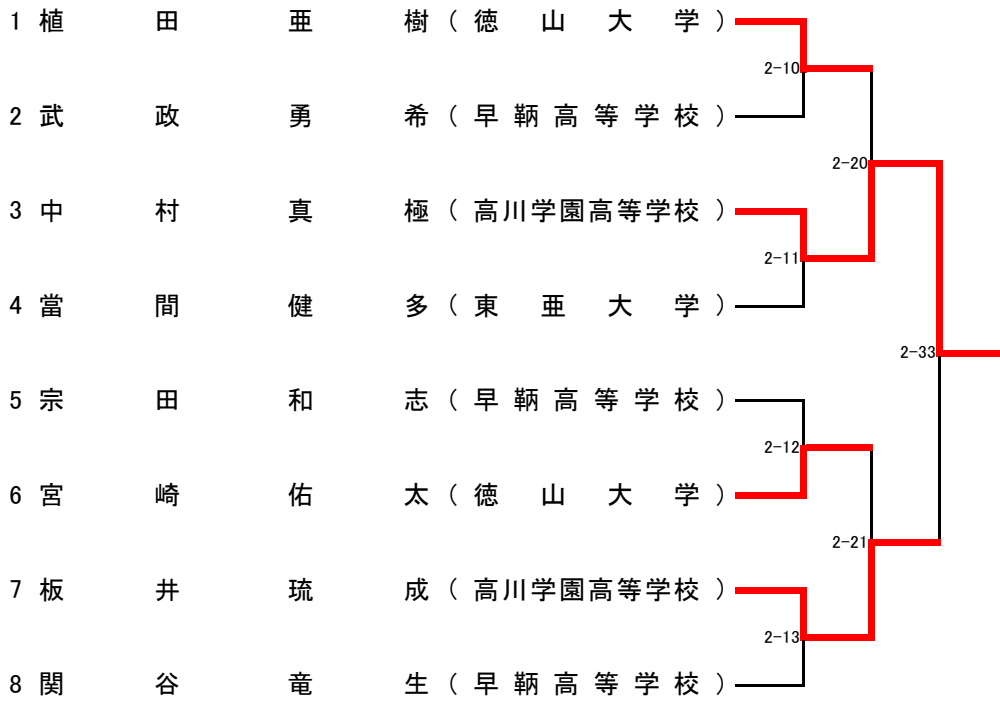 1 植田亜樹（徳山大学）
2-10
2 武政勇希（早鞆高等学校）
2-20
3 中村真極（高川学園高等学校）
2-11
4 當間健多（東亜大学）
2-33
5 宗田和志（早鞆高等学校）
2-12
6 宮崎佑太（徳山大学）
2-21
7 板井琉成（高川学園高等学校）
2-13
8 関谷竜生（早鞆高等学校）